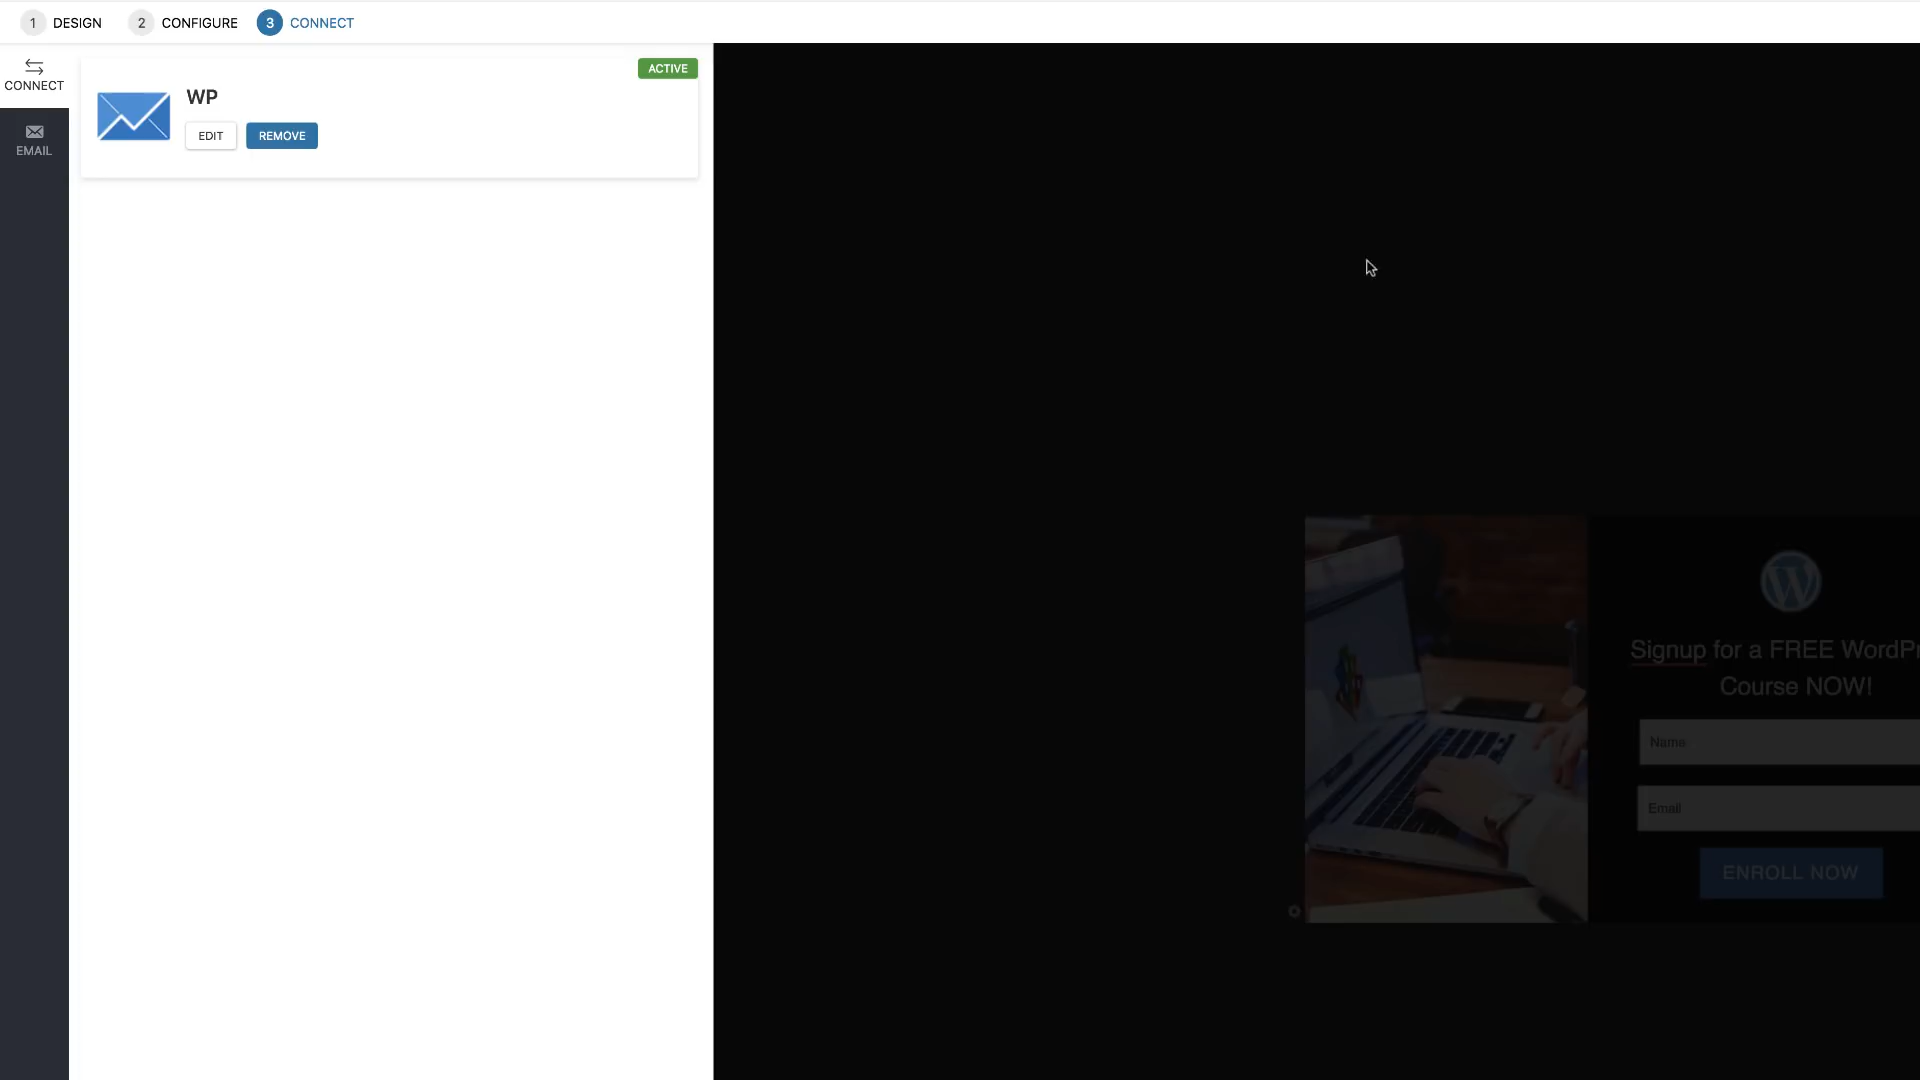 1 DESIGN 2 CONFIGURE 3 CONNECT
CONNECT
EMAIL
ACTIVE
WP
EDIT REMOVE
Signup for a FREE WordPr
Course NOW!
Name
Email
ENROLL NOW